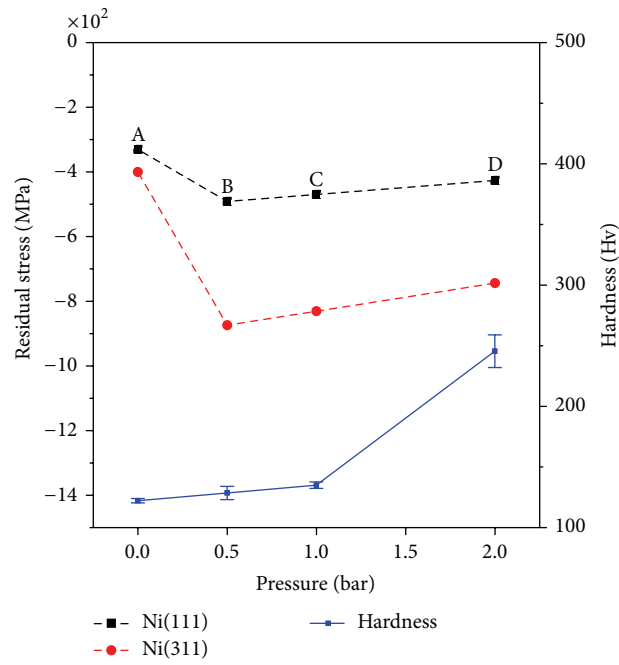 ×10²
0
−2
−4
−6
−8
−10
−12
−14
Residual stress (MPa)
500
400
300
200
100
Hardness (Hv)
A
B
C
D
0.0 0.5 1.0 1.5 2.0
Pressure (bar)
Ni(111) Hardness
Ni(311)